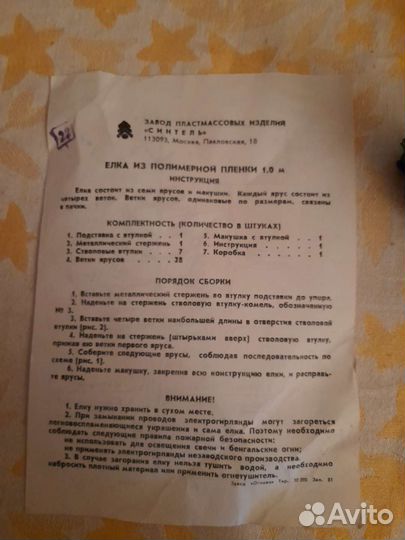 22
ЗАВОД ПЛАСТМАССОВЫХ ИЗДЕЛИЙ
«СИНТЕЛЬ»
113093, Москва, Павловская, 18
ЕЛКА ИЗ ПОЛИМЕРНОЙ ПЛЕНКИ 1,0 м
ИНСТРУКЦИЯ
Елка состоит из семи ярусов и макушки. Каждый ярус состоит из
четырех веток. Ветки ярусов, одинаковые по размерам, связаны
в пачки.
КОМПЛЕКТНОСТЬ (КОЛИЧЕСТВО В ШТУКАХ)
1. Подставка с втулкой . . 1
2. Металлический стержень 1
3. Стволовые втулки . . . 7
4. Ветки ярусов . . . . 28
5. Макушка с втулкой . . . 1
6. Инструкция . . . . 1
7. Коробка . . . . . 1
ПОРЯДОК СБОРКИ
1. Вставьте металлический стержень во втулку подставки до упора.
2. Наденьте на стержень стволовую втулку-комель, обозначенную
№ 3.
3. Вставьте четыре ветки наибольшей длины в отверстия стволовой
втулки (рис. 2).
4. Наденьте на стержень (штырьками вверх) стволовую втулку,
прижав ею ветки первого яруса.
5. Соберите следующие ярусы, соблюдая последовательность по
схеме (рис. 1).
6. Наденьте макушку, закрепив всю конструкцию елки, и расправь-
те ярусы.
ВНИМАНИЕ!
1. Елку нужно хранить в сухом месте.
2. При замыкании проводов электрогирлянды могут загореться
легковоспламеняющиеся украшения и сама елка. Поэтому необходимо
соблюдать следующие правила пожарной безопасности:
не использовать для освещения свечи и бенгальские огни;
не применять электрогирлянды незаводского производства.
3. В случае загорания елку нельзя тушить водой, а необходимо
набросить плотный материал или применить огнетушитель.
Зак. 81
Avito